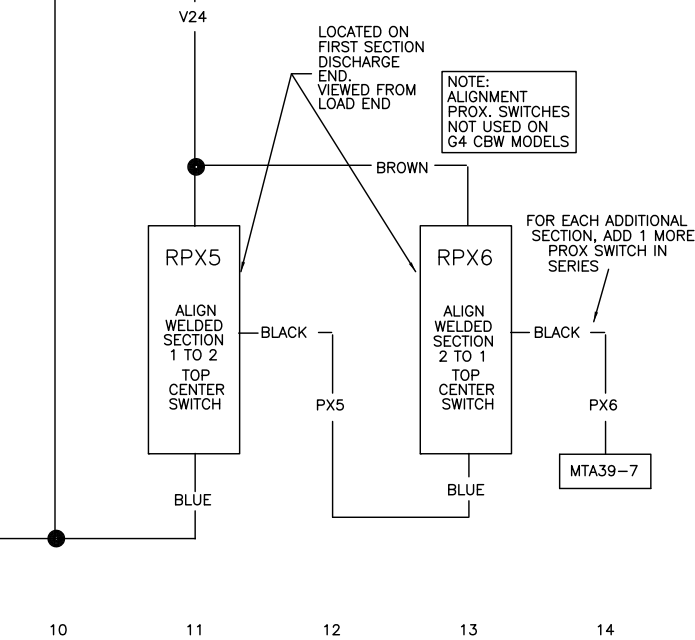 V24
LOCATED ON
FIRST SECTION
DISCHARGE
END.
VIEWED FROM
LOAD END
NOTE:
ALIGNMENT
PROX. SWITCHES
NOT USED ON
G4 CBW MODELS
BROWN
FOR EACH ADDITIONAL
SECTION, ADD 1 MORE
PROX SWITCH IN
SERIES
RPX5
ALIGN
WELDED
SECTION
1 TO 2
TOP
CENTER
SWITCH
BLACK
PX5
BLUE
RPX6
ALIGN
WELDED
SECTION
2 TO 1
TOP
CENTER
SWITCH
BLACK
PX6
BLUE
MTA39-7
10 11 12 13 14